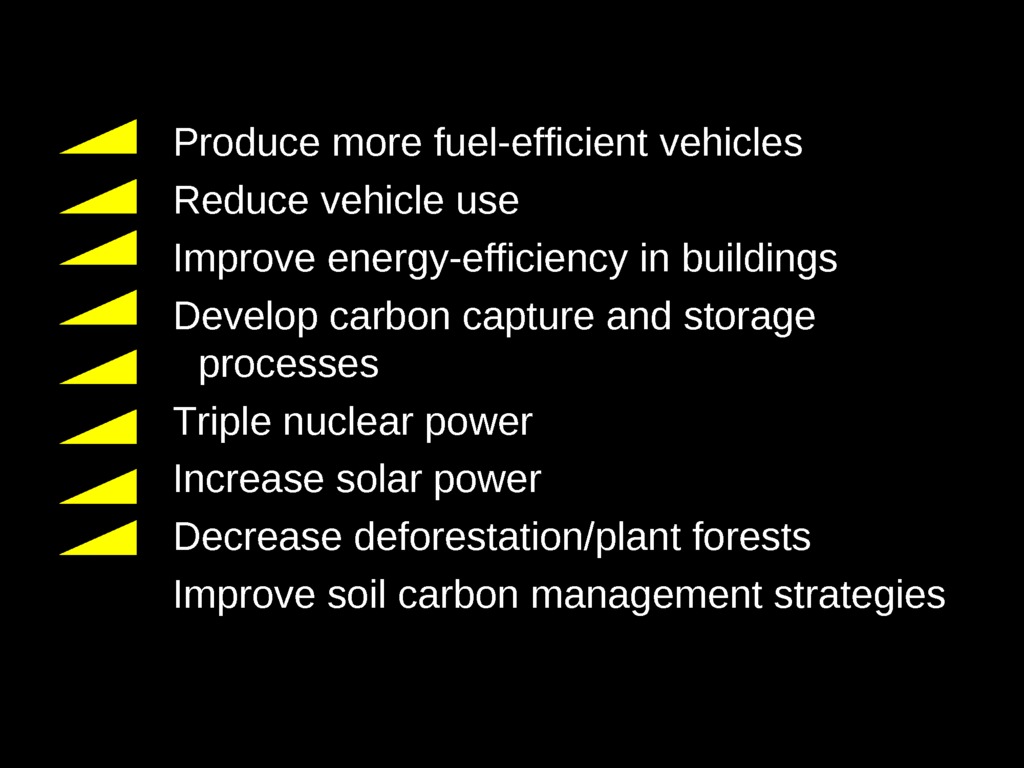 Produce more fuel-efficient vehicles
Reduce vehicle use
Improve energy-efficiency in buildings
Develop carbon capture and storage
processes
Triple nuclear power
Increase solar power
Decrease deforestation/plant forests
Improve soil carbon management strategies